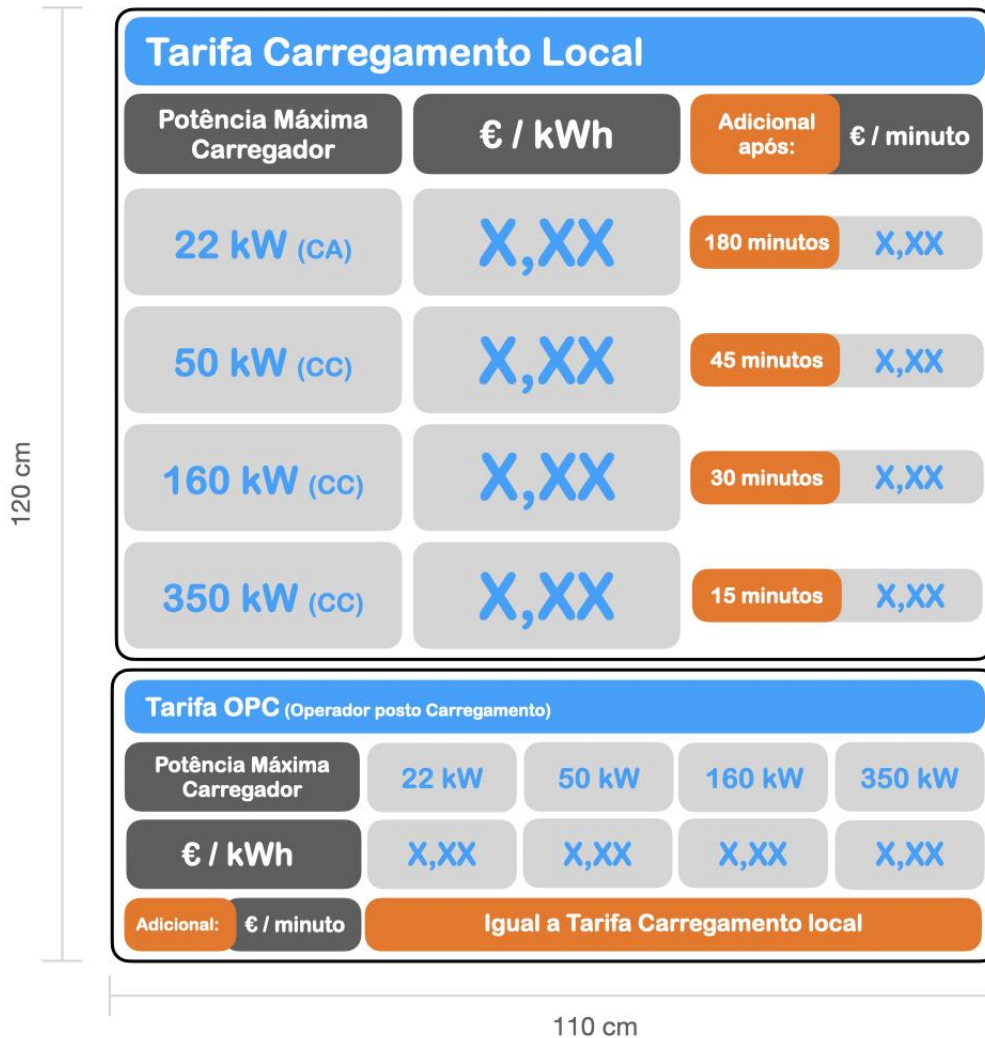 Tarifa Carregamento Local
Potência Máxima
Carregador
€ / kWh
Adicional
após:
€ / minuto
22 kW (CA)
X,XX
180 minutos
X,XX
50 kW (CC)
X,XX
45 minutos
X,XX
160 kW (CC)
X,XX
30 minutos
X,XX
350 kW (CC)
X,XX
15 minutos
X,XX
120 cm
Tarifa OPC (Operador posto Carregamento)
Potência Máxima
Carregador
22 kW
50 kW
160 kW
350 kW
€ / kWh
X,XX
X,XX
X,XX
X,XX
Adicional:
€ / minuto
Igual a Tarifa Carregamento local
110 cm